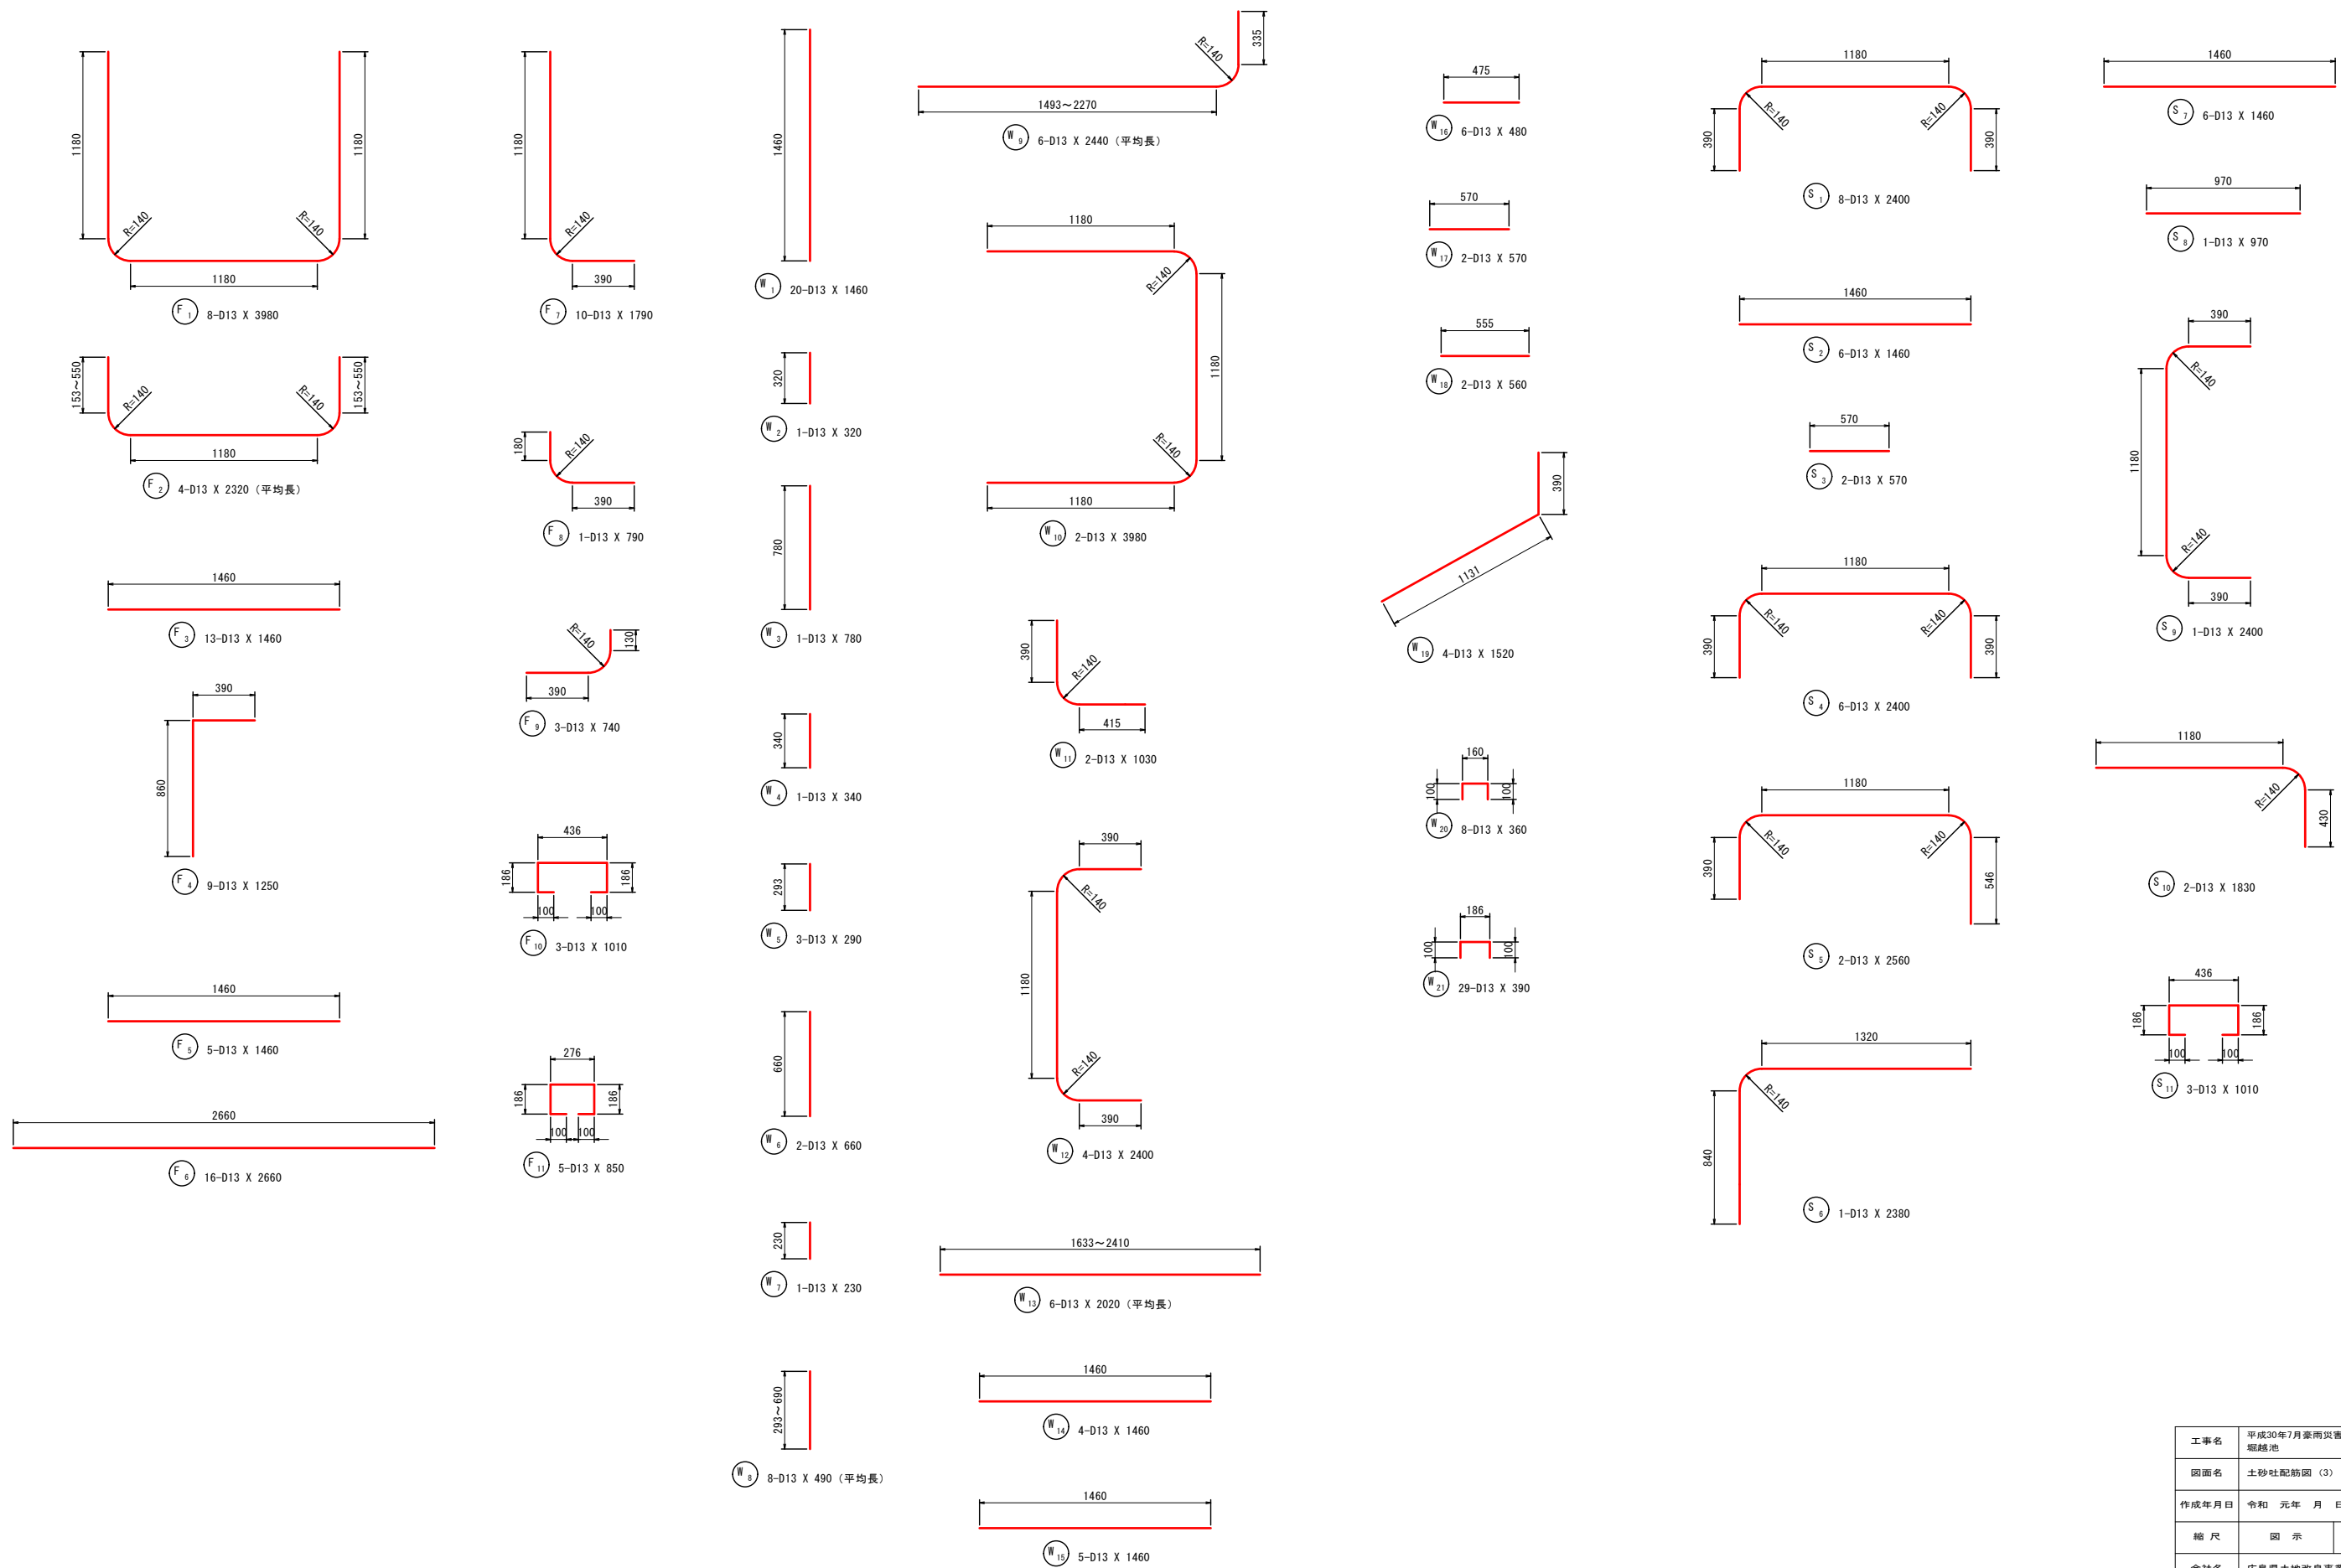 1180
1180
R=140
R=140
1180
F1 8-D13 X 3980
153～550
153～550
R=140
R=140
1180
F2 4-D13 X 2320（平均長）
1460
F3 13-D13 X 1460
390
860
F4 9-D13 X 1250
1460
F5 5-D13 X 1460
2660
F6 16-D13 X 2660
1180
R=140
390
F7 10-D13 X 1790
180
R=140
390
F8 1-D13 X 790
R=140
130
390
F9 3-D13 X 740
436
186
186
100
100
F10 3-D13 X 1010
276
186
186
100
100
F11 5-D13 X 850
1460
W1 20-D13 X 1460
320
W2 1-D13 X 320
780
W3 1-D13 X 780
340
W4 1-D13 X 340
293
W5 3-D13 X 290
660
W6 2-D13 X 660
230
W7 1-D13 X 230
293～690
W8 8-D13 X 490（平均長）
R=140
335
1493～2270
W9 6-D13 X 2440（平均長）
1180
R=140
1180
R=140
1180
W10 2-D13 X 3980
390
R=140
415
W11 2-D13 X 1030
390
R=140
1180
R=140
390
W12 4-D13 X 2400
1633～2410
W13 6-D13 X 2020（平均長）
1460
W14 4-D13 X 1460
1460
W15 5-D13 X 1460
475
W16 6-D13 X 480
570
W17 2-D13 X 570
555
W18 2-D13 X 560
390
1131
W19 4-D13 X 1520
160
100
100
W20 8-D13 X 360
186
100
100
W21 29-D13 X 390
1180
R=140
R=140
390
390
S1 8-D13 X 2400
1460
S2 6-D13 X 1460
570
S3 2-D13 X 570
1180
R=140
R=140
390
390
S4 6-D13 X 2400
1180
R=140
R=140
390
546
S5 2-D13 X 2560
1320
R=140
840
S6 1-D13 X 2380
1460
S7 6-D13 X 1460
970
S8 1-D13 X 970
390
R=140
1180
R=140
390
S9 1-D13 X 2400
1180
R=140
430
S10 2-D13 X 1830
436
186
186
100
100
S11 3-D13 X 1010
工事名 平成30年7月豪雨災害
堀越池
図面名 土砂吐配筋図（3）
作成年月日 令和 元年 月 日
縮尺 図示